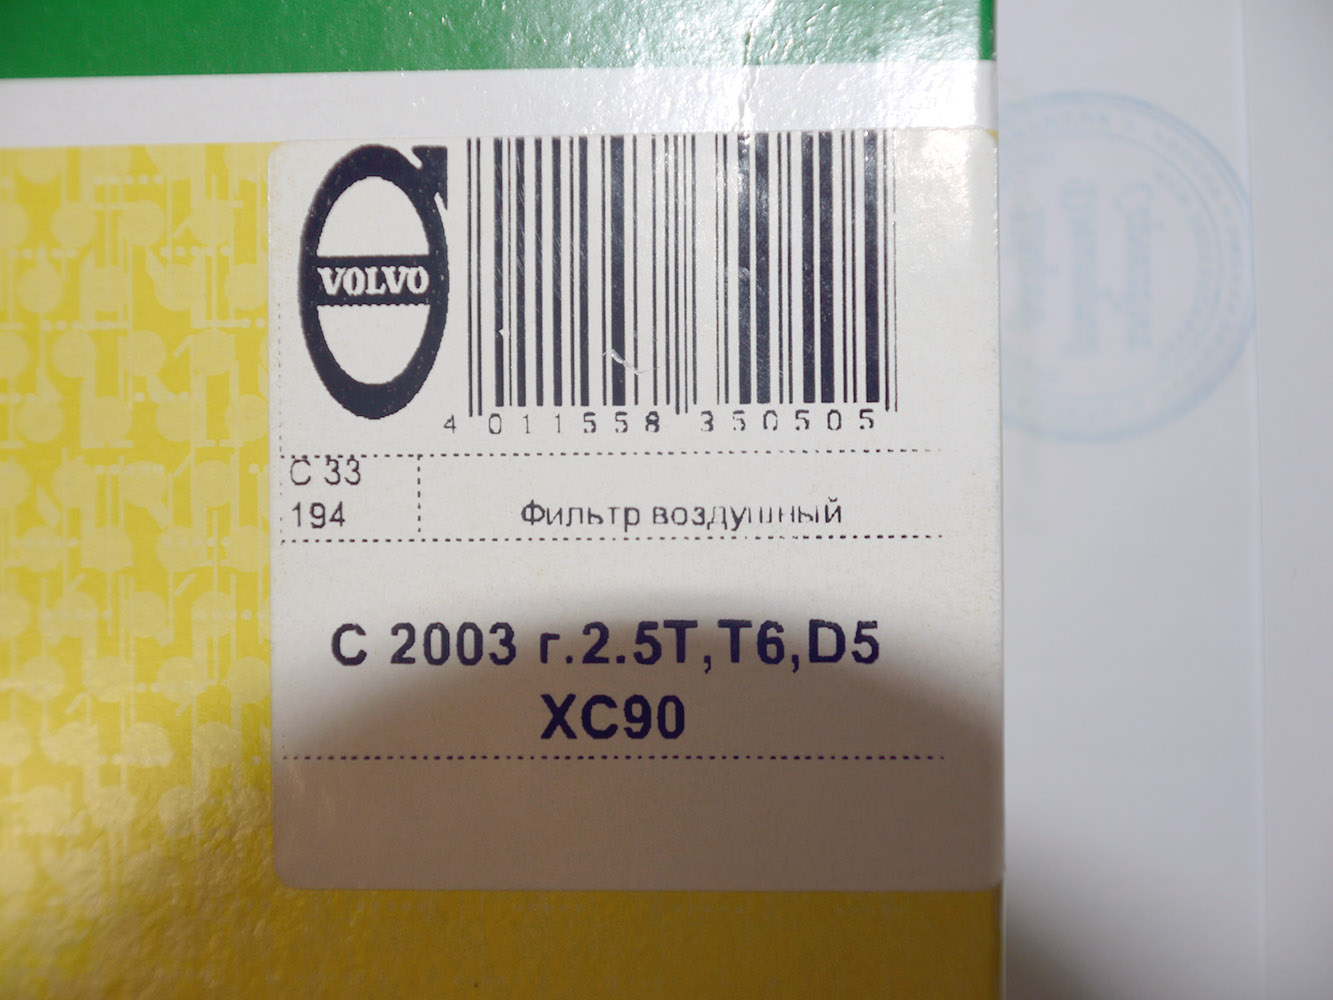 VOLVO
4 011558 350505
C 33
194
Фильтр воздушный
С 2003 г.2.5T,T6,D5
XC90